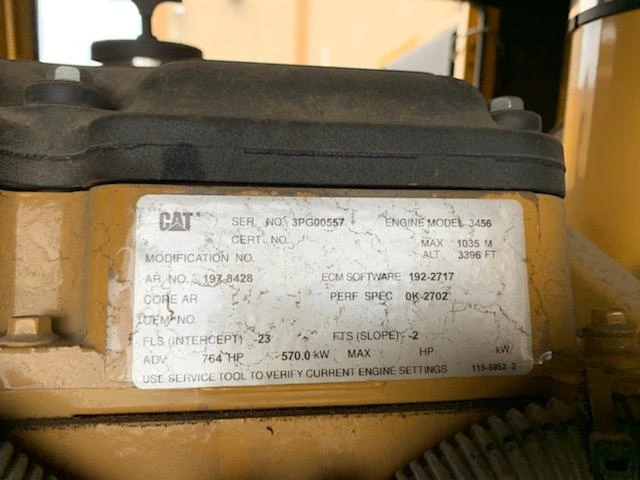 CAT SER. NO. 3PG00557 ENGINE MODEL 3456
CERT. NO. MAX 1035 M
MODIFICATION NO. ALT 3396 FT
AR. NO. 197-8428 ECM SOFTWARE 192-2717
CORE AR PERF SPEC 0K-2702
OEM NO.
FLS (INTERCEPT) -23 FTS (SLOPE) -2
ADV 764 HP 570.0 kW MAX HP kW
USE SERVICE TOOL TO VERIFY CURRENT ENGINE SETTINGS 115-5852 2